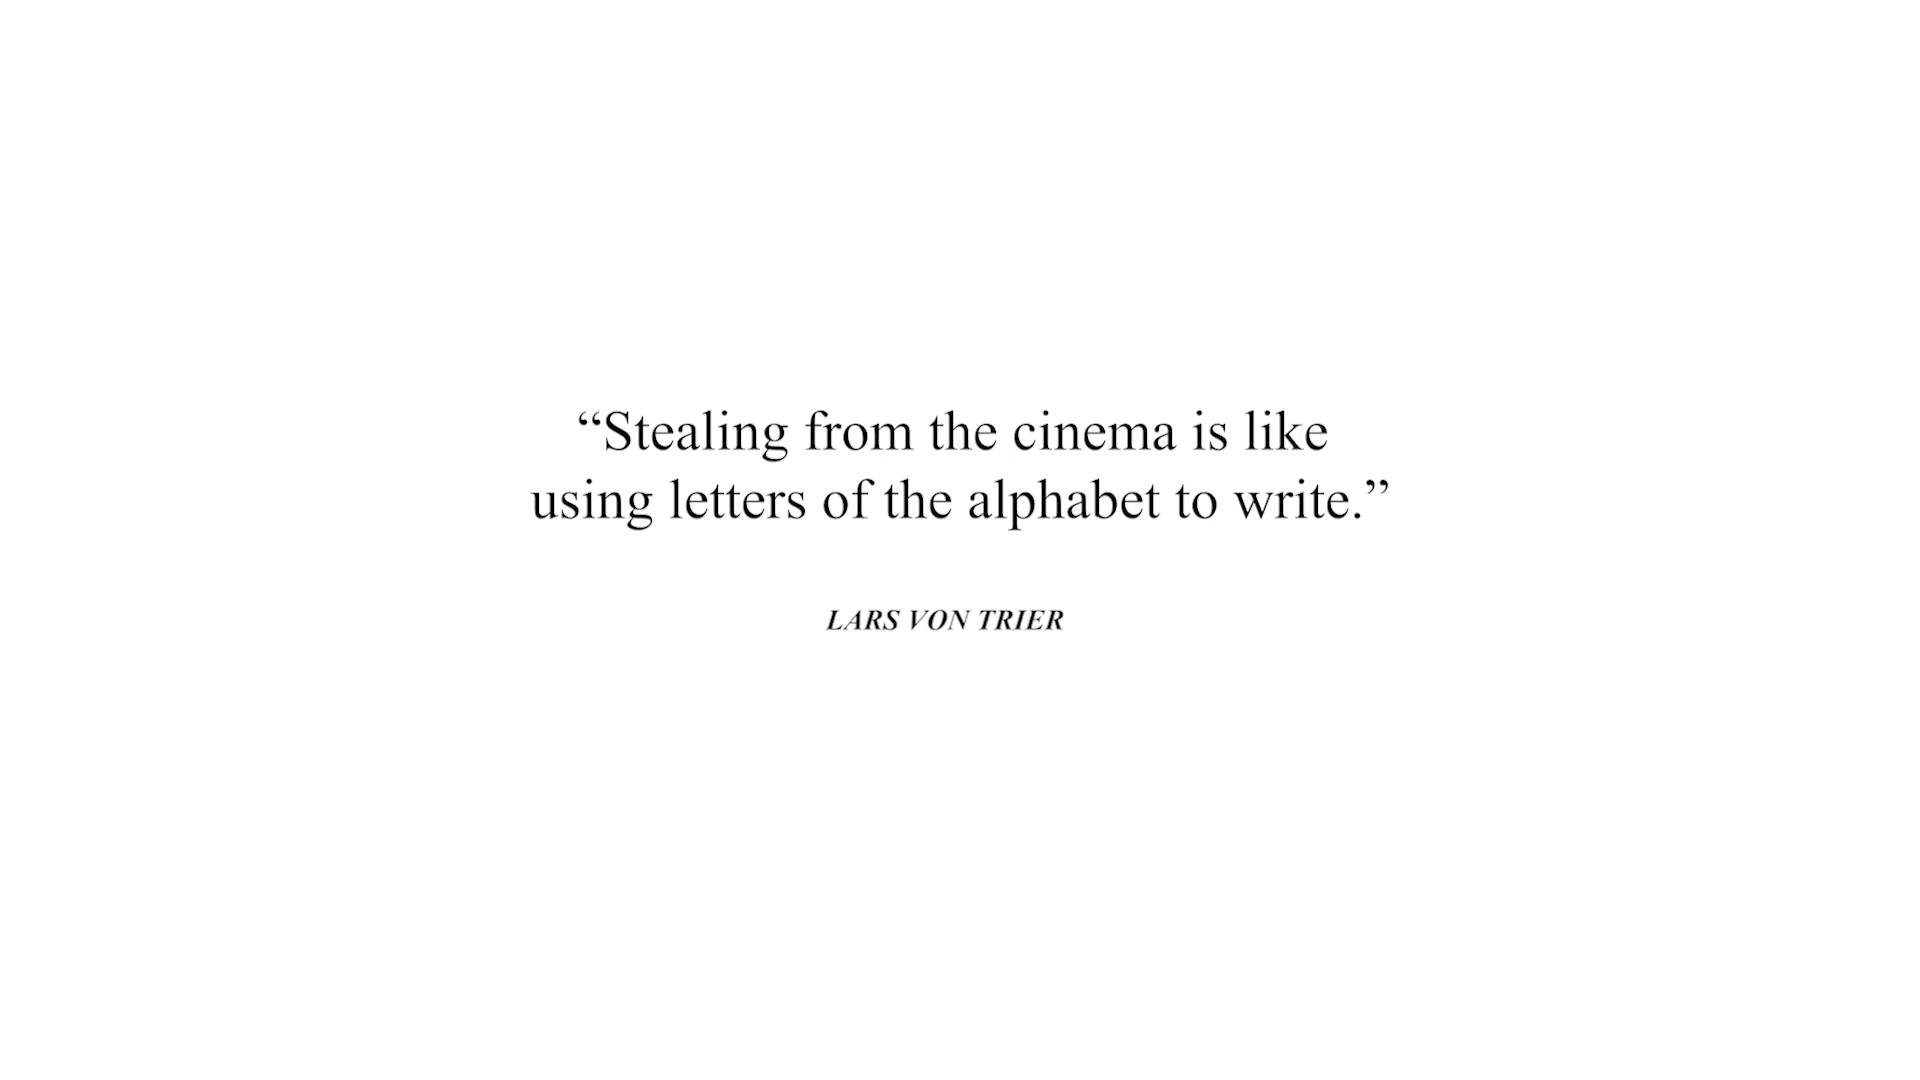 “Stealing from the cinema is like
using letters of the alphabet to write.”
LARS VON TRIER